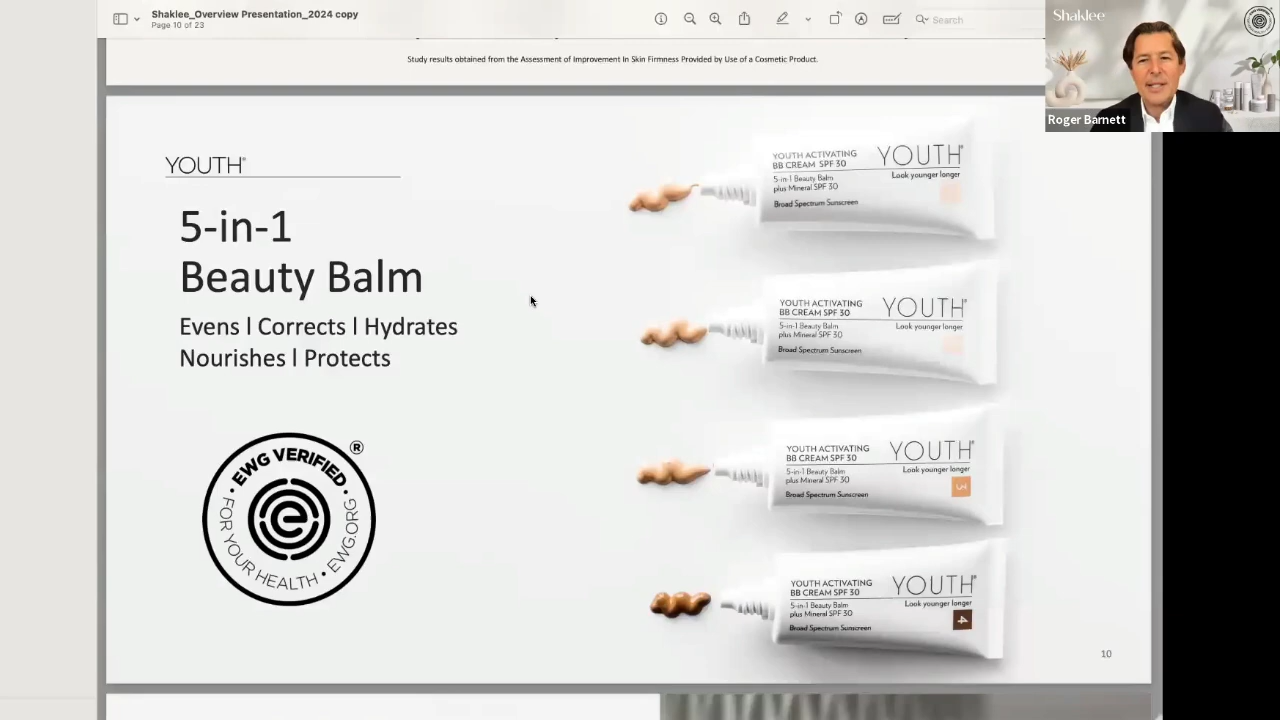 Shaklee_Overview Presentation_2024 copy
Page 10 of 23
Search
Shaklee
Roger Barnett
Study results obtained from the Assessment of Improvement In Skin Firmness Provided by Use of a Cosmetic Product.
YOUTH®
5-in-1
Beauty Balm
Evens l Corrects l Hydrates
Nourishes l Protects
EWG VERIFIED ®
• FOR YOUR HEALTH • EWG.ORG •
YOUTH ACTIVATING
BB CREAM SPF 30
5-in-1 Beauty Balm
plus Mineral SPF 30
Broad Spectrum Sunscreen
YOUTH®
Look younger longer
YOUTH ACTIVATING
BB CREAM SPF 30
5-in-1 Beauty Balm
plus Mineral SPF 30
Broad Spectrum Sunscreen
YOUTH®
Look younger longer
YOUTH ACTIVATING
BB CREAM SPF 30
5-in-1 Beauty Balm
plus Mineral SPF 30
Broad Spectrum Sunscreen
YOUTH®
Look younger longer
3
YOUTH ACTIVATING
BB CREAM SPF 30
5-in-1 Beauty Balm
plus Mineral SPF 30
Broad Spectrum Sunscreen
YOUTH®
Look younger longer
4
10